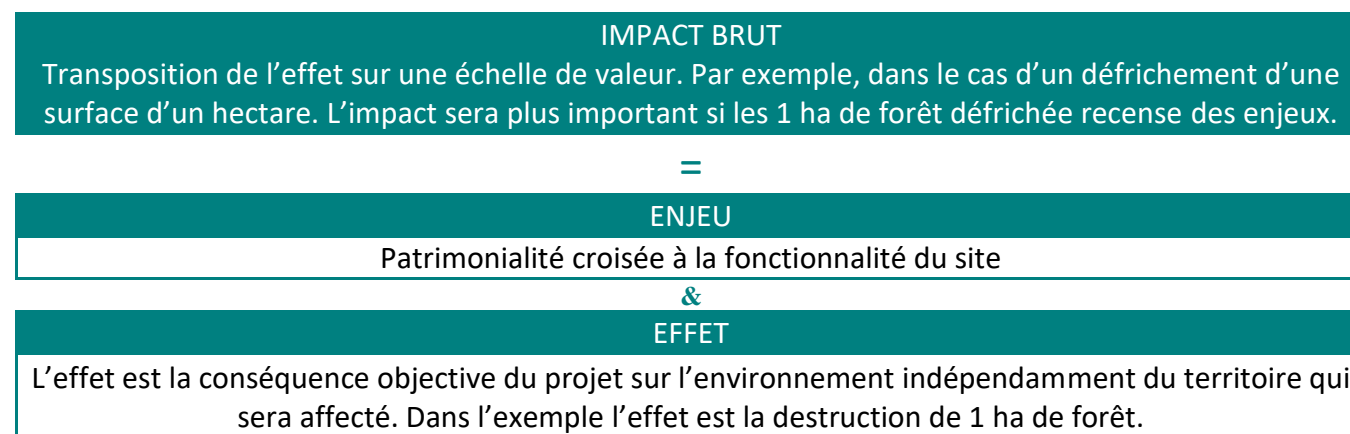 IMPACT BRUT
Transposition de l’effet sur une échelle de valeur. Par exemple, dans le cas d’un défrichement d’une
surface d’un hectare. L’impact sera plus important si les 1 ha de forêt défrichée recense des enjeux.
=
ENJEU
Patrimonialité croisée à la fonctionnalité du site
&
EFFET
L’effet est la conséquence objective du projet sur l’environnement indépendamment du territoire qui
sera affecté. Dans l’exemple l’effet est la destruction de 1 ha de forêt.